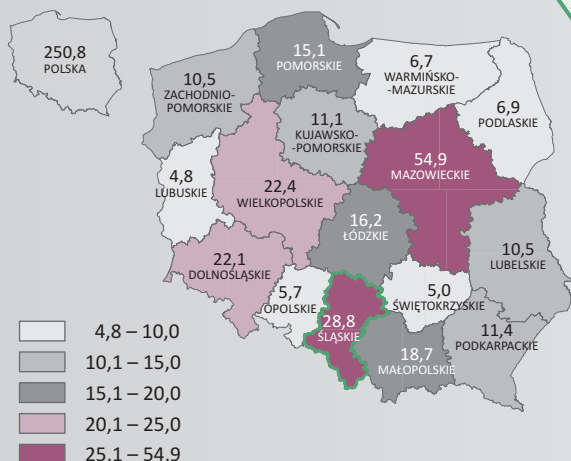 250,8
POLSKA
10,5
ZACHODNIO-
POMORSKIE
15,1
POMORSKIE
6,7
WARMIŃSKO-
-MAZURSKIE
6,9
PODLASKIE
11,1
KUJAWSKO-
-POMORSKIE
54,9
MAZOWIECKIE
4,8
LUBUSKIE
22,4
WIELKOPOLSKIE
16,2
ŁÓDZKIE
10,5
LUBELSKIE
22,1
DOLNOŚLĄSKIE
5,7
OPOLSKIE
28,8
ŚLĄSKIE
5,0
ŚWIĘTOKRZYSKIE
18,7
MAŁOPOLSKIE
11,4
PODKARPACKIE
4,8 – 10,0
10,1 – 15,0
15,1 – 20,0
20,1 – 25,0
25,1 – 54,9